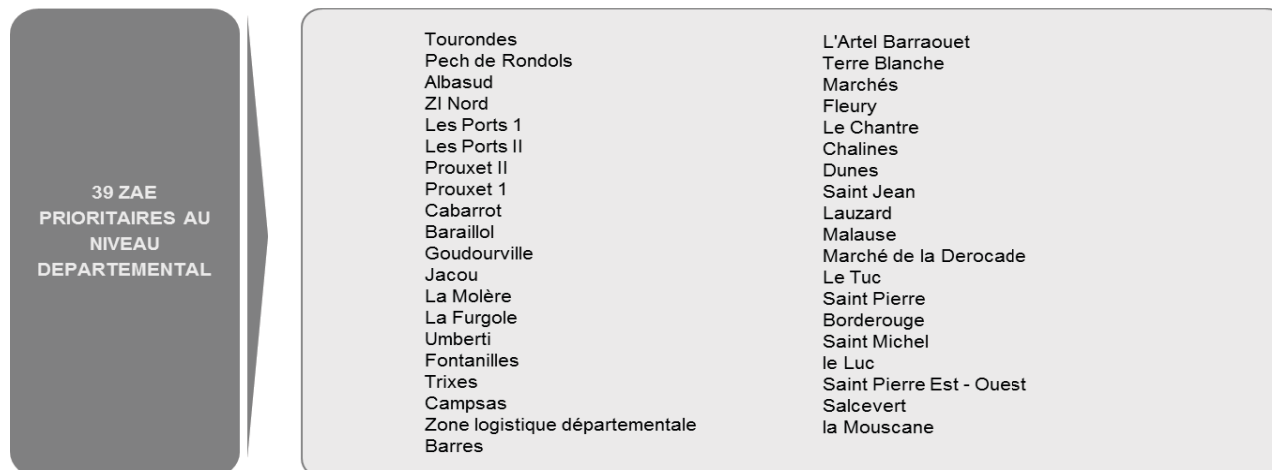 39 ZAE
PRIORITAIRES AU
NIVEAU
DEPARTEMENTAL
Tourondes
Pech de Rondols
Albasud
ZI Nord
Les Ports 1
Les Ports II
Prouxet II
Prouxet 1
Cabarrot
Baraillol
Goudourville
Jacou
La Molère
La Furgole
Umberti
Fontanilles
Trixes
Campsas
Zone logistique départementale
Barres
L'Artel Barraouet
Terre Blanche
Marchés
Fleury
Le Chantre
Chalines
Dunes
Saint Jean
Lauzard
Malause
Marché de la Derocade
Le Tuc
Saint Pierre
Borderouge
Saint Michel
le Luc
Saint Pierre Est - Ouest
Salcevert
la Mouscane